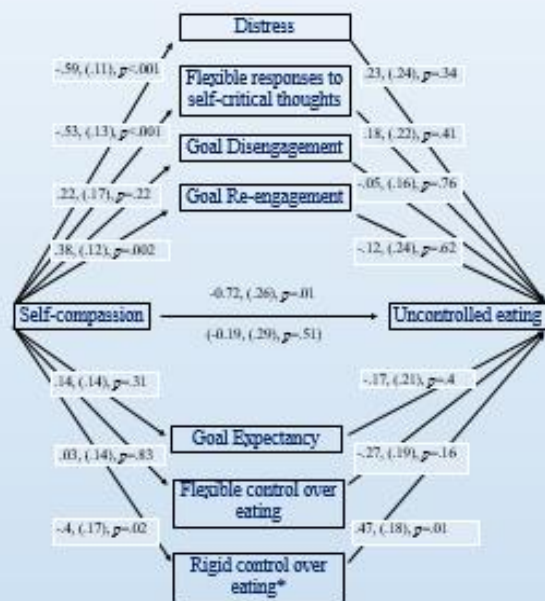 Distress
-.59, (.11), p<.001
.23, (.24), p=.34
Flexible responses to
self-critical thoughts
-.53, (.13), p<.001
.18, (.22), p=.41
Goal Disengagement
.22, (.17), p=.22
-.05, (.16), p=.76
Goal Re-engagement
.38, (.12), p=.002
-.12, (.24), p=.62
-0.72, (.26), p=.01
Self-compassion
Uncontrolled eating
(-0.19, (.29), p=.51)
.14, (.14), p=.31
-.17, (.21), p=.4
Goal Expectancy
.03, (.14), p=.83
-.27, (.19), p=.16
Flexible control over
eating
-.4, (.17), p=.02
.47, (.18), p=.01
Rigid control over
eating*